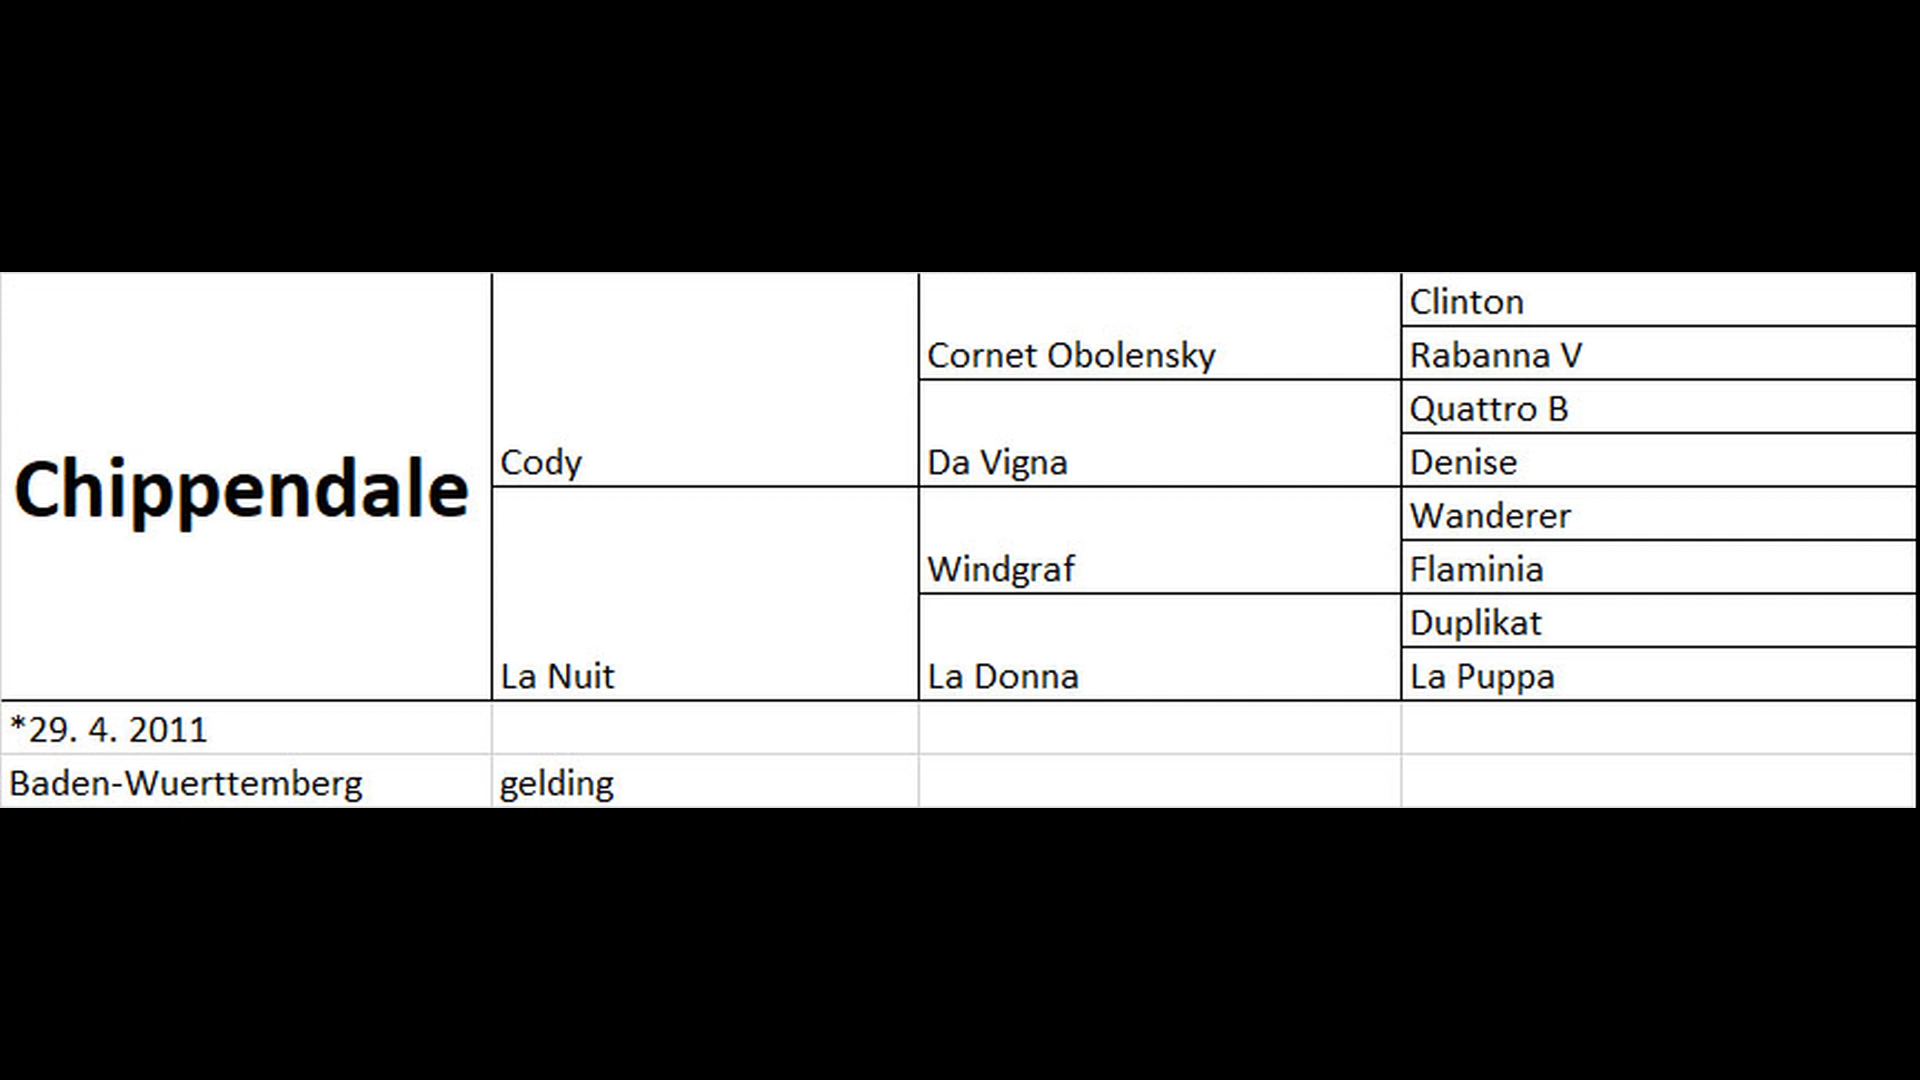 Chippendale
Cody
La Nuit
Cornet Obolensky
Da Vigna
Windgraf
La Donna
Clinton
Rabanna V
Quattro B
Denise
Wanderer
Flaminia
Duplikat
La Puppa
*29. 4. 2011
Baden-Wuerttemberg
gelding